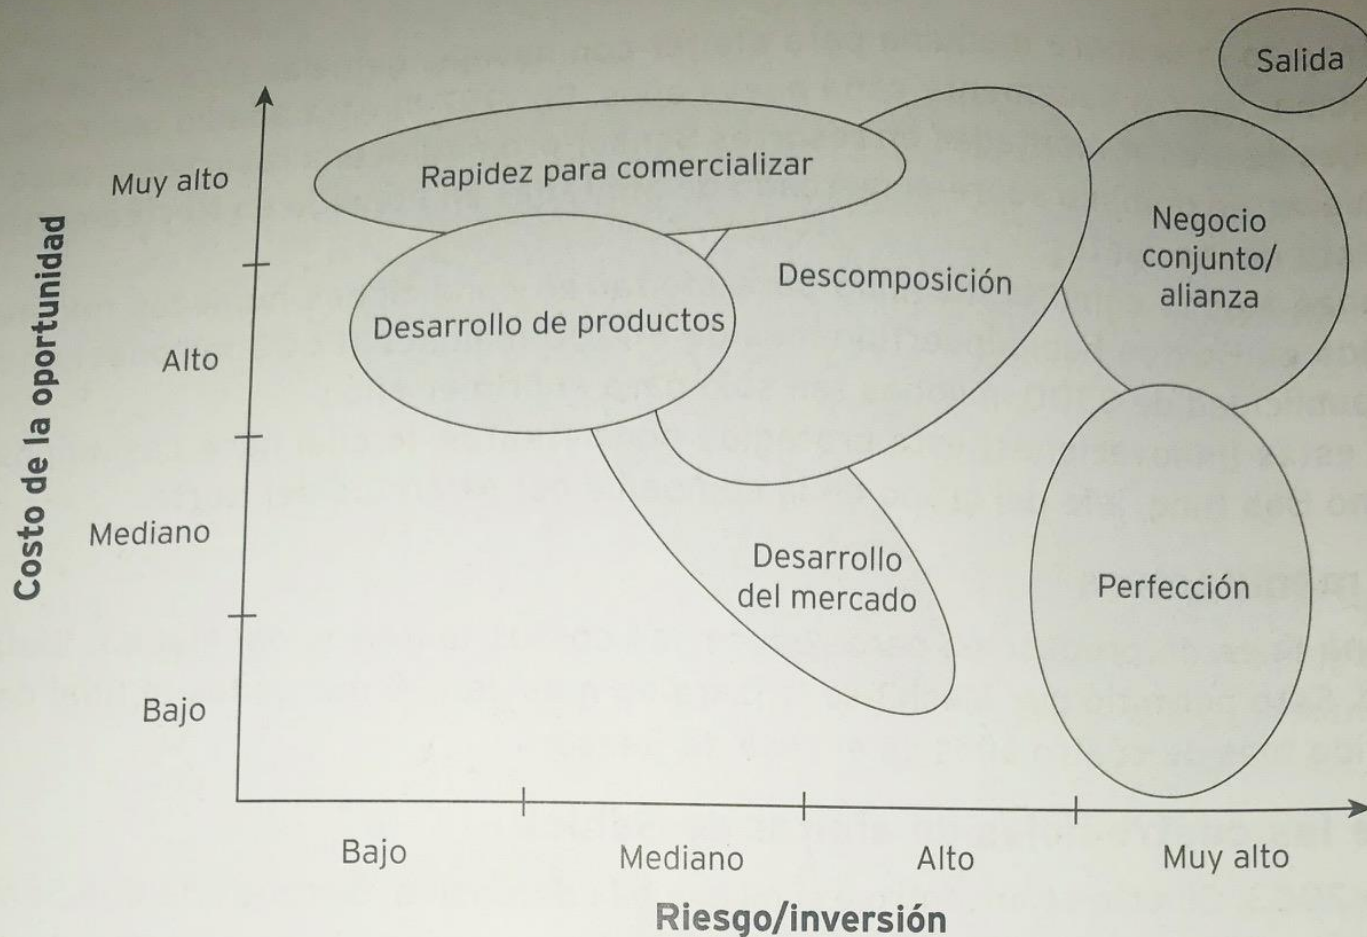 Salida
Rapidez para comercializar
Muy alto
Negocio
conjunto/
alianza
Descomposición
Desarrollo de productos
Alto
Costo de la oportunidad
Mediano
Desarrollo
del mercado
Perfección
Bajo
Bajo
Mediano
Alto
Muy alto
Riesgo/inversión